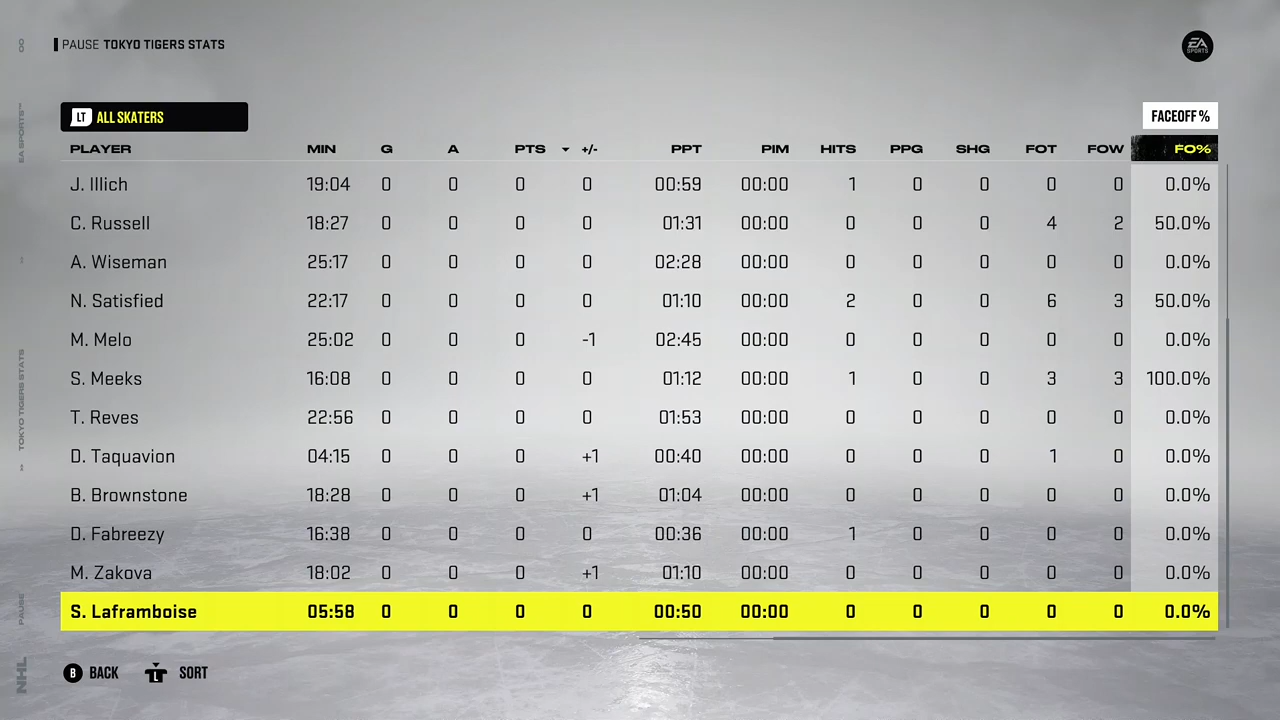 PAUSE TOKYO TIGERS STATS
EA SPORTS
LT ALL SKATERS
FACEOFF %
PLAYER MIN G A PTS +/- PPT PIM HITS PPG SHG FOT FOW FO%
J. Illich 19:04 0 0 0 0 00:59 00:00 1 0 0 0 0 0.0%
C. Russell 18:27 0 0 0 0 01:31 00:00 0 0 0 4 2 50.0%
A. Wiseman 25:17 0 0 0 0 02:28 00:00 0 0 0 0 0 0.0%
N. Satisfied 22:17 0 0 0 0 01:10 00:00 2 0 0 6 3 50.0%
M. Melo 25:02 0 0 0 -1 02:45 00:00 0 0 0 0 0 0.0%
S. Meeks 16:08 0 0 0 0 01:12 00:00 1 0 0 3 3 100.0%
T. Reves 22:56 0 0 0 0 01:53 00:00 0 0 0 0 0 0.0%
D. Taquavion 04:15 0 0 0 +1 00:40 00:00 0 0 0 1 0 0.0%
B. Brownstone 18:28 0 0 0 +1 01:04 00:00 0 0 0 0 0 0.0%
D. Fabreezy 16:38 0 0 0 0 00:36 00:00 1 0 0 0 0 0.0%
M. Zakova 18:02 0 0 0 +1 01:10 00:00 0 0 0 0 0 0.0%
S. Laframboise 05:58 0 0 0 0 00:50 00:00 0 0 0 0 0 0.0%
B BACK L SORT
NHL PAUSE » TOKYO TIGERS STATS » EA SPORTS™